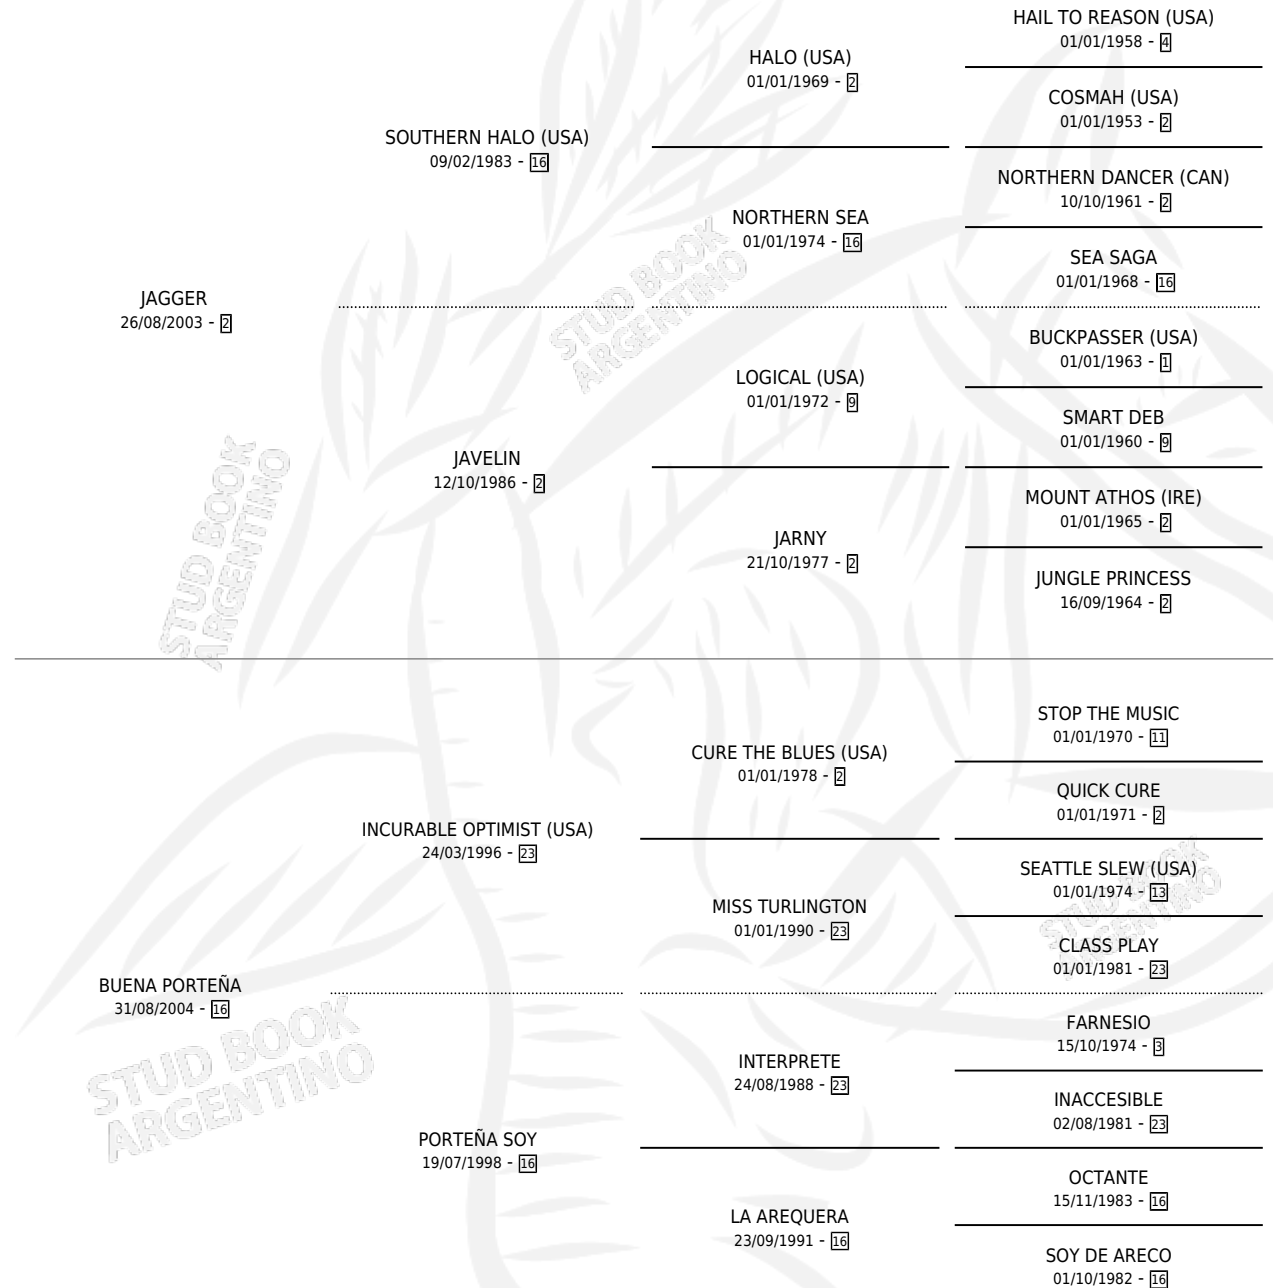 HAIL TO REASON (USA)
01/01/1958 - 4
HALO (USA)
01/01/1969 - 2
COSMAH (USA)
01/01/1953 - 2
SOUTHERN HALO (USA)
09/02/1983 - 16
NORTHERN DANCER (CAN)
10/10/1961 - 2
NORTHERN SEA
01/01/1974 - 16
SEA SAGA
01/01/1968 - 16
JAGGER
26/08/2003 - 2
STUD BOOK
ARGENTINO
BUCKPASSER (USA)
01/01/1963 - 1
LOGICAL (USA)
01/01/1972 - 9
SMART DEB
01/01/1960 - 9
JAVELIN
12/10/1986 - 2
MOUNT ATHOS (IRE)
01/01/1965 - 2
JARNY
21/10/1977 - 2
JUNGLE PRINCESS
16/09/1964 - 2
STUD BOOK
ARGENTINO
STOP THE MUSIC
01/01/1970 - 11
CURE THE BLUES (USA)
01/01/1978 - 2
QUICK CURE
01/01/1971 - 2
INCURABLE OPTIMIST (USA)
24/03/1996 - 23
SEATTLE SLEW (USA)
01/01/1974 - 13
MISS TURLINGTON
01/01/1990 - 23
CLASS PLAY
01/01/1981 - 23
STUD BOOK
ARGENTINO
BUENA PORTEÑA
31/08/2004 - 16
FARNESIO
15/10/1974 - 3
INTERPRETE
24/08/1988 - 23
INACCESIBLE
02/08/1981 - 23
STUD BOOK
ARGENTINO
PORTEÑA SOY
19/07/1998 - 16
OCTANTE
15/11/1983 - 16
LA AREQUERA
23/09/1991 - 16
SOY DE ARECO
01/10/1982 - 16